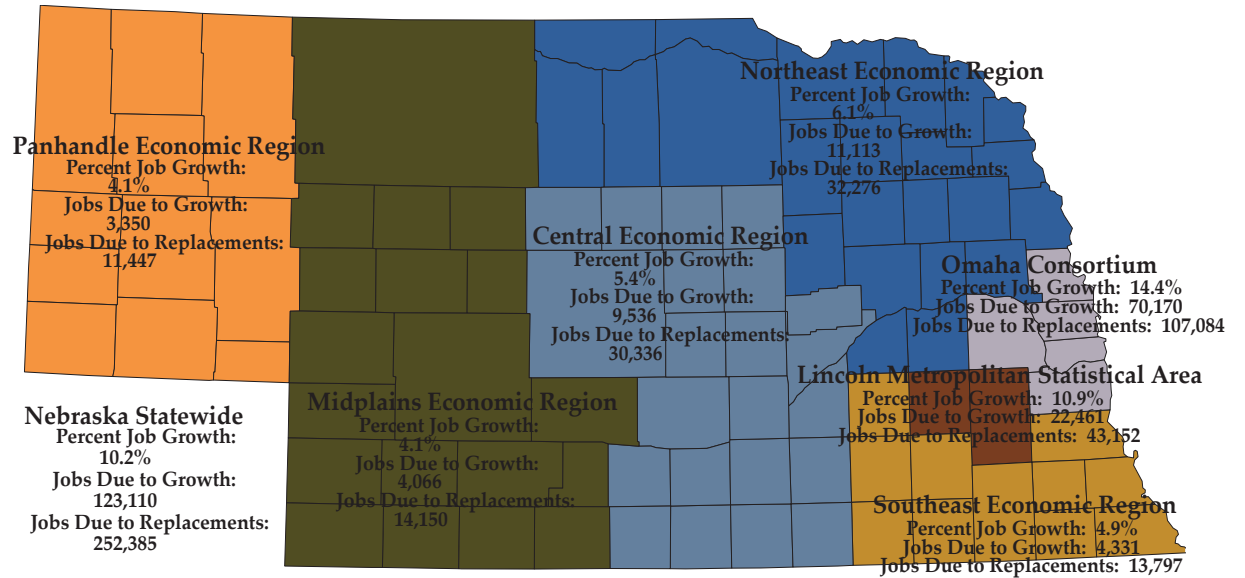 Northeast Economic Region
Percent Job Growth:
6.1%
Jobs Due to Growth:
11,113
Jobs Due to Replacements:
32,276
Panhandle Economic Region
Percent Job Growth:
4.1%
Jobs Due to Growth:
3,350
Jobs Due to Replacements:
11,447
Central Economic Region
Percent Job Growth:
5.4%
Jobs Due to Growth:
9,536
Jobs Due to Replacements:
30,336
Omaha Consortium
Percent Job Growth: 14.4%
Jobs Due to Growth: 70,170
Jobs Due to Replacements: 107,084
Lincoln Metropolitan Statistical Area
Percent Job Growth: 10.9%
Jobs Due to Growth: 22,461
Jobs Due to Replacements: 43,152
Midplains Economic Region
Percent Job Growth:
4.1%
Jobs Due to Growth:
4,066
Jobs Due to Replacements:
14,150
Nebraska Statewide
Percent Job Growth:
10.2%
Jobs Due to Growth:
123,110
Jobs Due to Replacements:
252,385
Southeast Economic Region
Percent Job Growth: 4.9%
Jobs Due to Growth: 4,331
Jobs Due to Replacements: 13,797